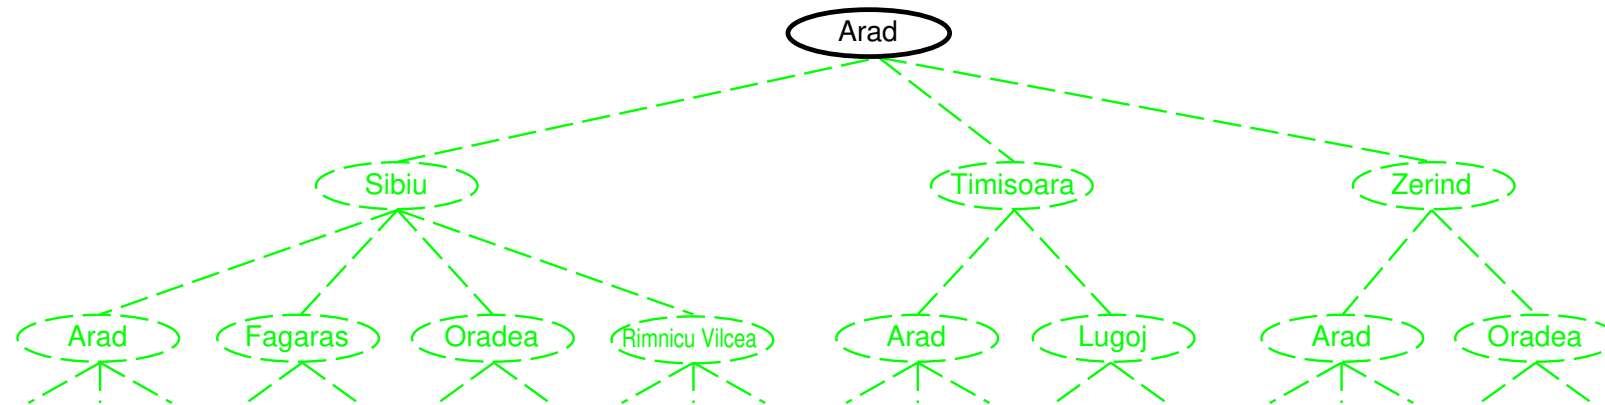 Arad
Sibiu
Timisoara
Zerind
Arad
Fagaras
Oradea
Rimnicu Vilcea
Arad
Lugoj
Arad
Oradea